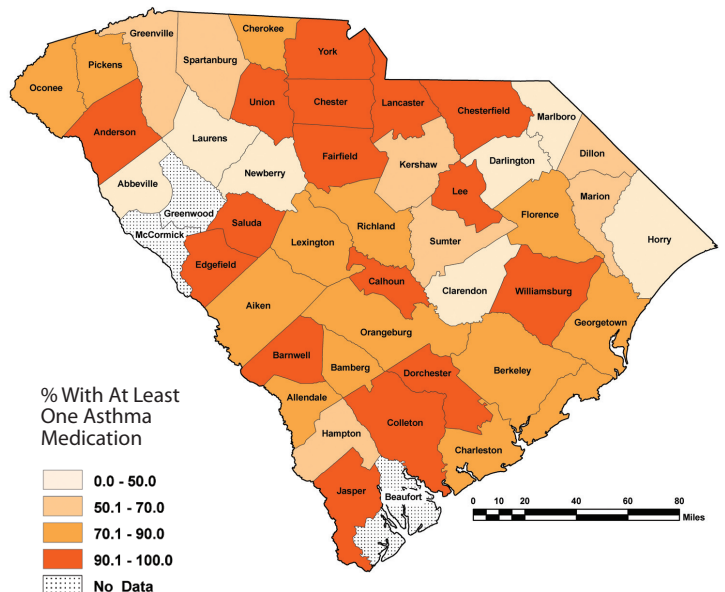 Greenville
Cherokee
York
Spartanburg
Pickens
Oconee
Union
Chester
Lancaster
Chesterfield
Marlboro
Anderson
Laurens
Dillon
Fairfield
Kershaw
Darlington
Newberry
Abbeville
Lee
Marion
Greenwood
Saluda
Richland
Florence
McCormick
Lexington
Sumter
Horry
Edgefield
Calhoun
Clarendon
Williamsburg
Aiken
Georgetown
Orangeburg
Barnwell
Bamberg
Dorchester
Berkeley
Allendale
Colleton
Hampton
Charleston
Jasper
Beaufort
% With At Least
One Asthma
Medication
0.0 - 50.0
50.1 - 70.0
70.1 - 90.0
90.1 - 100.0
No Data
0 10 20 40 60 80
Miles